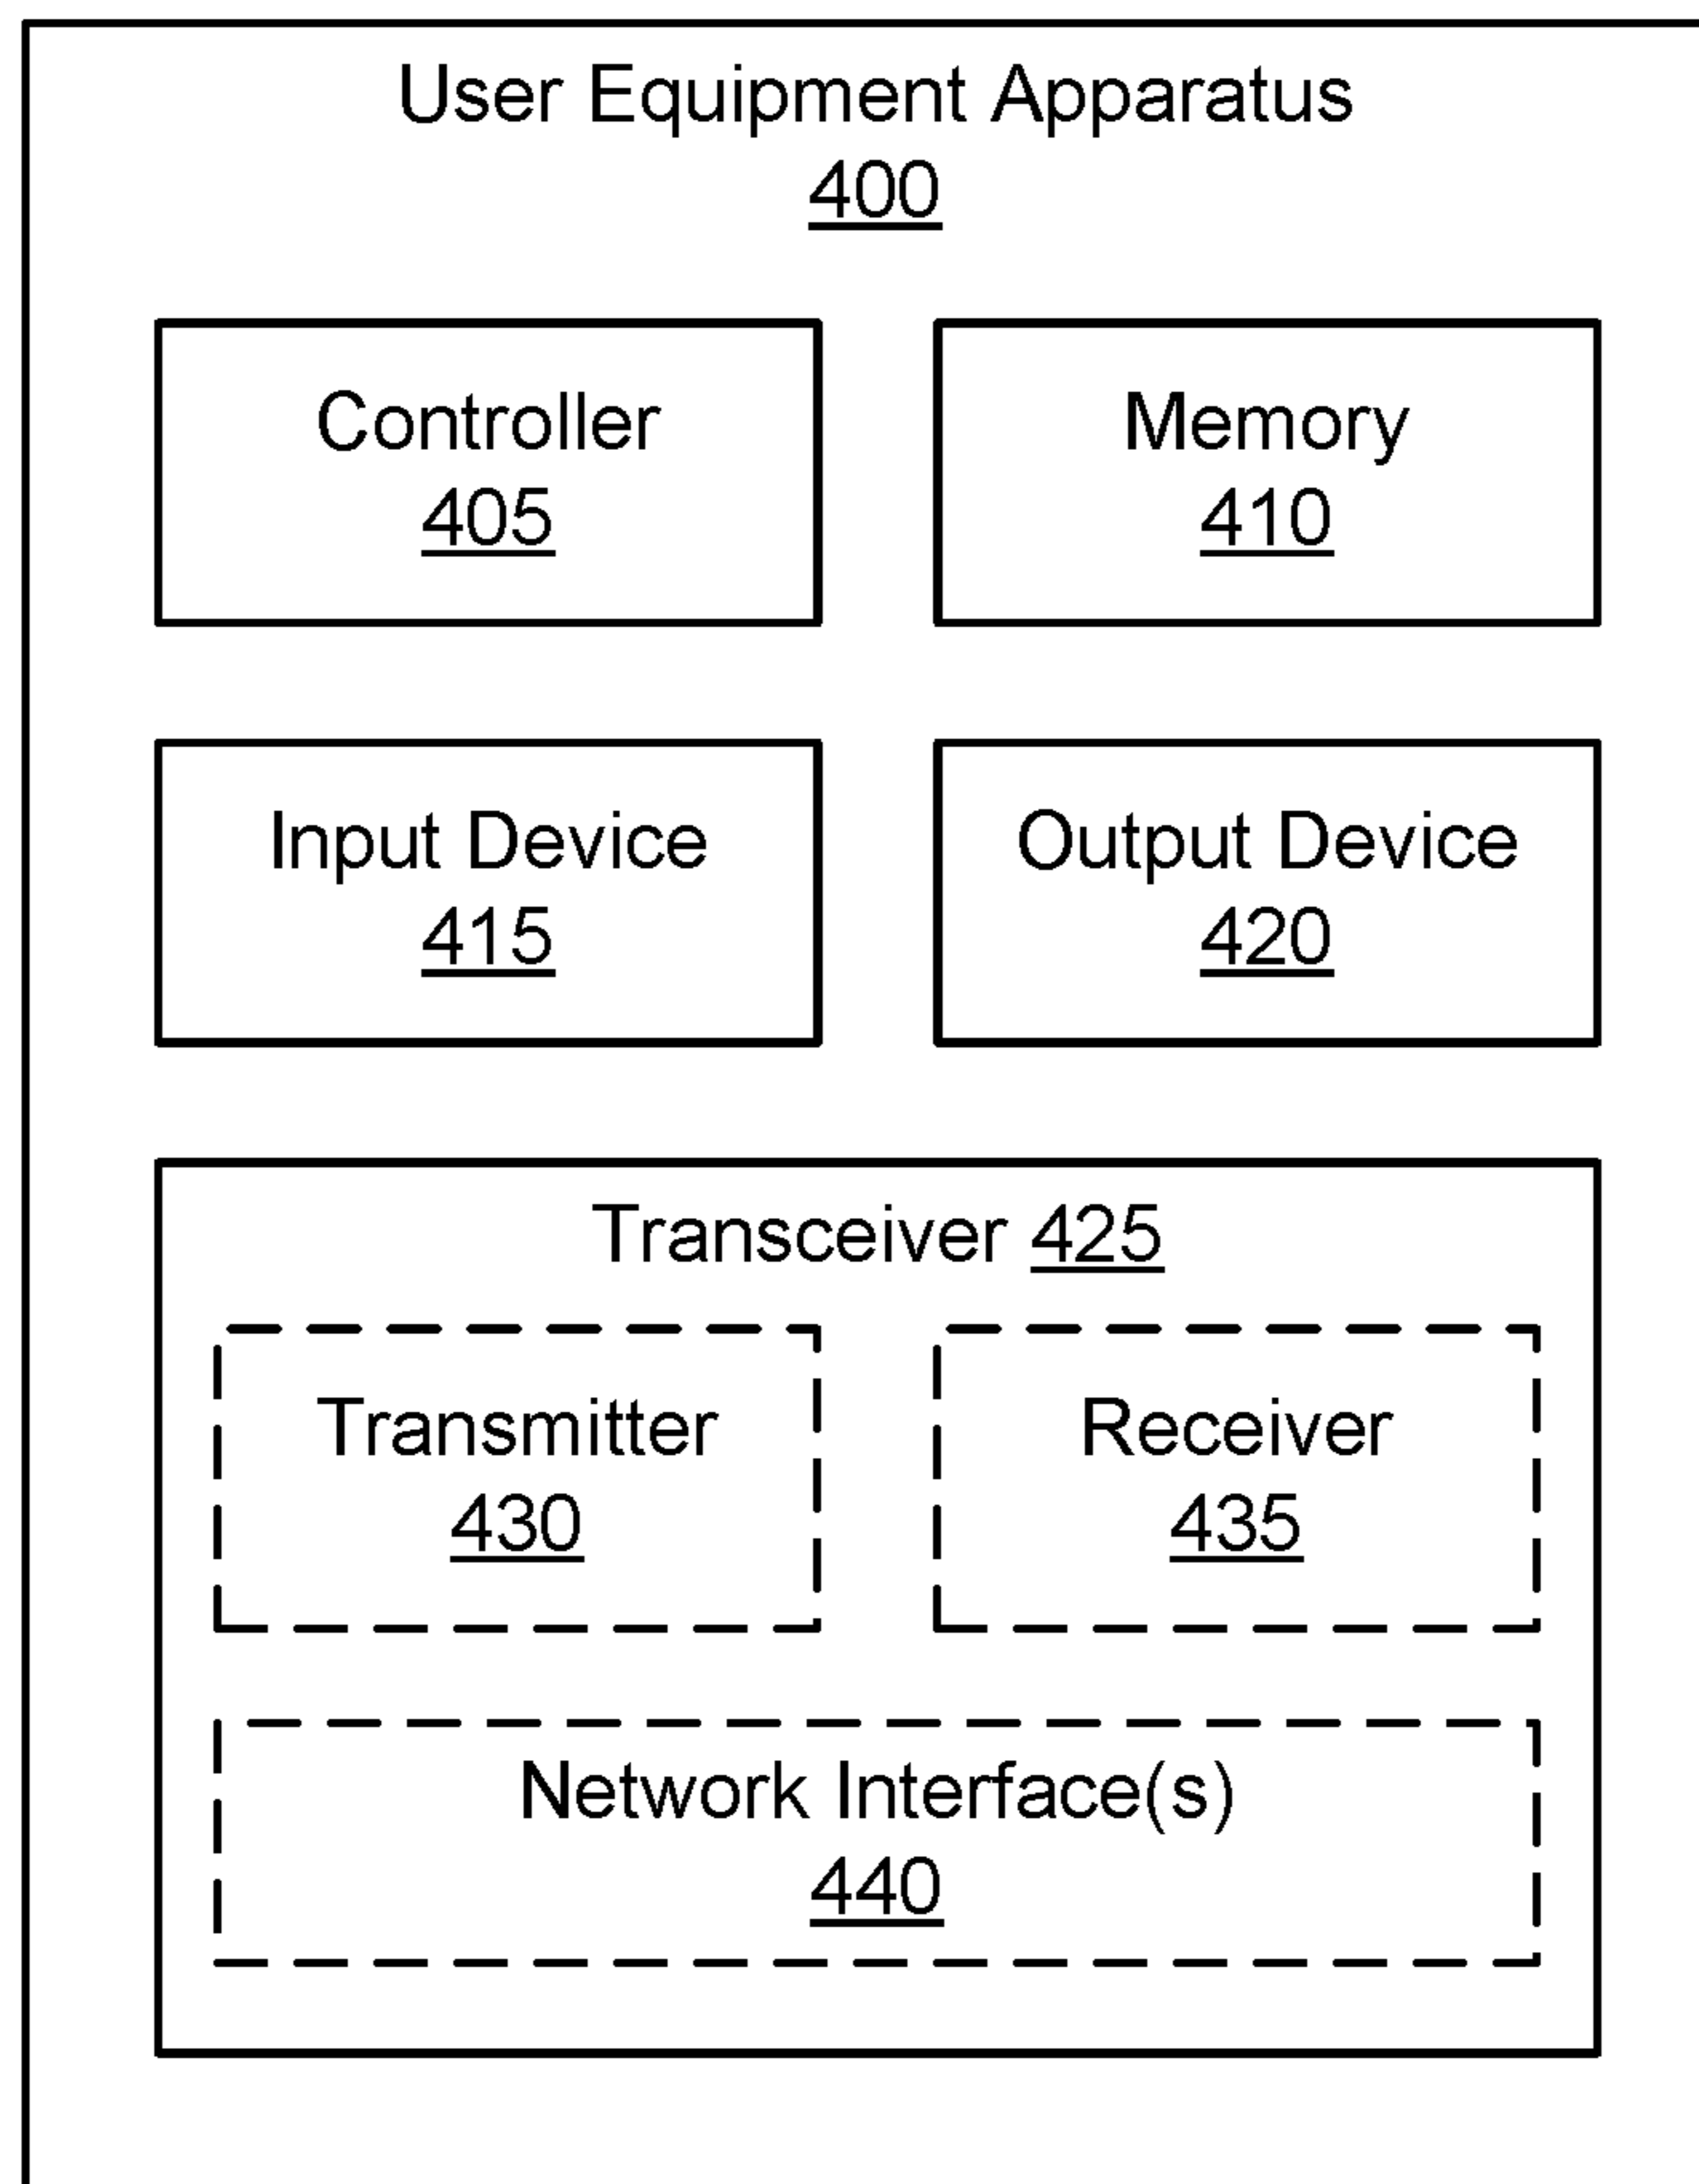 User Equipment Apparatus
400
Controller
405
Memory
410
Input Device
415
Output Device
420
Transceiver 425
Transmitter
430
Receiver
435
Network Interface(s)
440